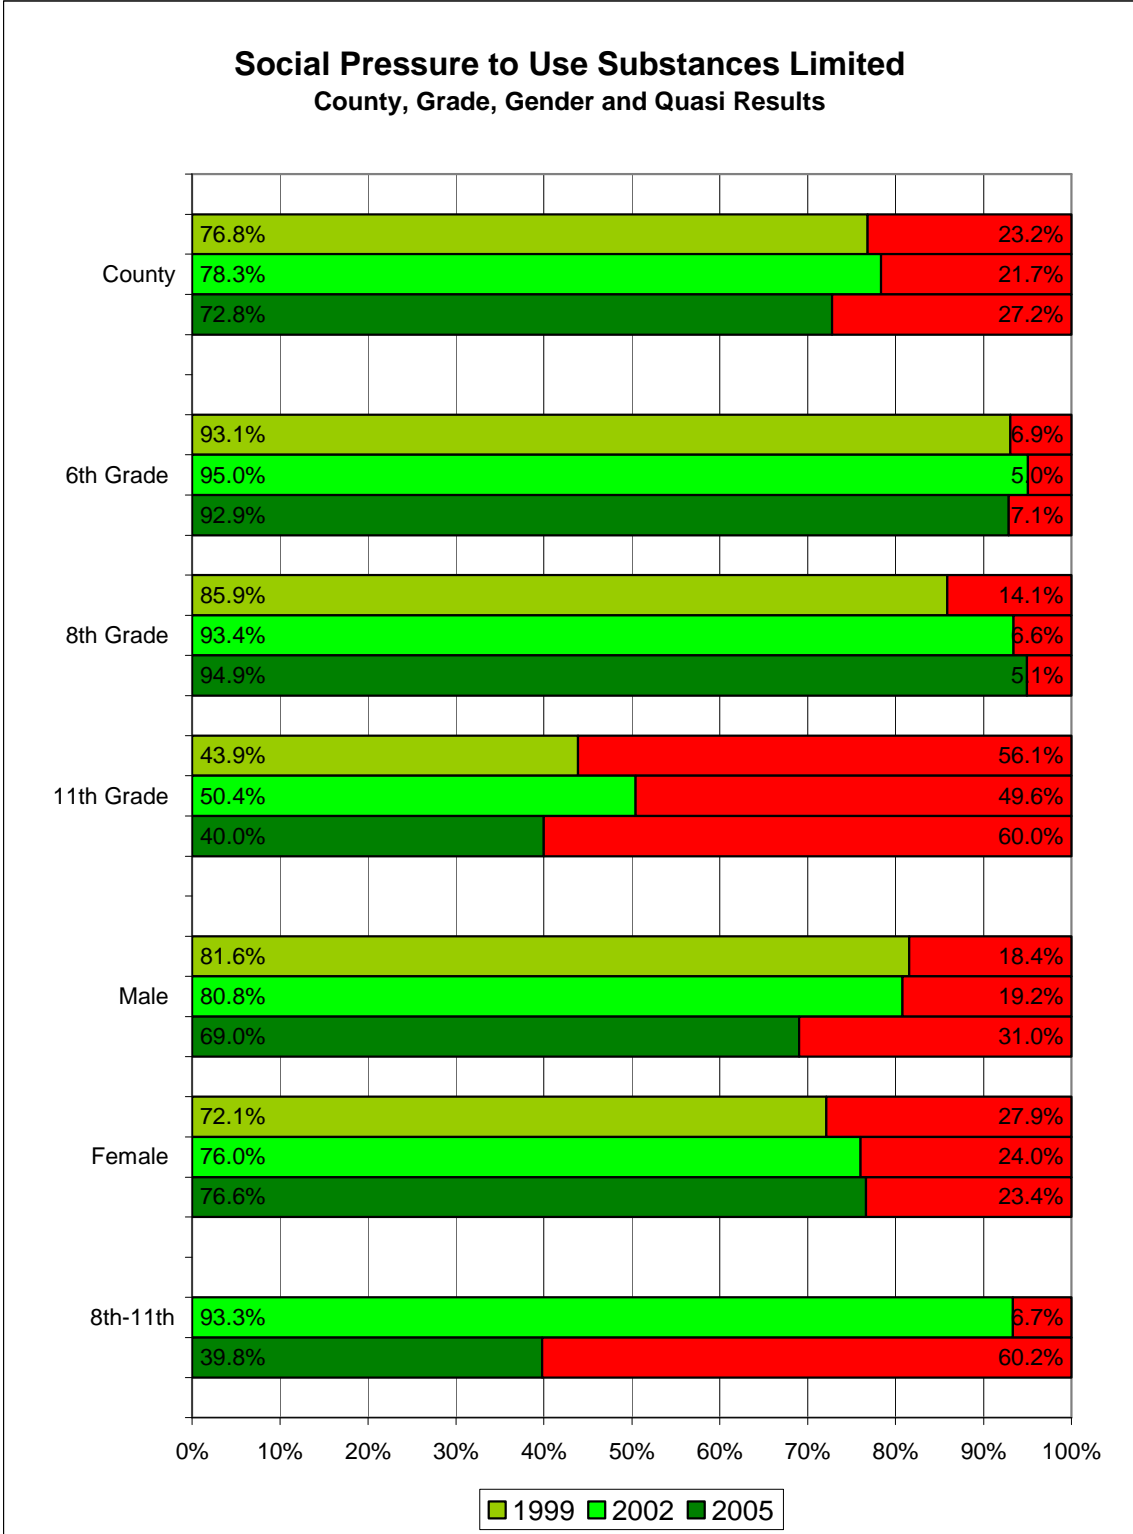 Social Pressure to Use Substances Limited
County, Grade, Gender and Quasi Results
76.8% 23.2%
County 78.3% 21.7%
72.8% 27.2%
93.1% 6.9%
6th Grade 95.0% 5.0%
92.9% 7.1%
85.9% 14.1%
8th Grade 93.4% 6.6%
94.9% 5.1%
43.9% 56.1%
11th Grade 50.4% 49.6%
40.0% 60.0%
81.6% 18.4%
Male 80.8% 19.2%
69.0% 31.0%
72.1% 27.9%
Female 76.0% 24.0%
76.6% 23.4%
8th-11th 93.3% 6.7%
39.8% 60.2%
0% 10% 20% 30% 40% 50% 60% 70% 80% 90% 100%
1999 2002 2005